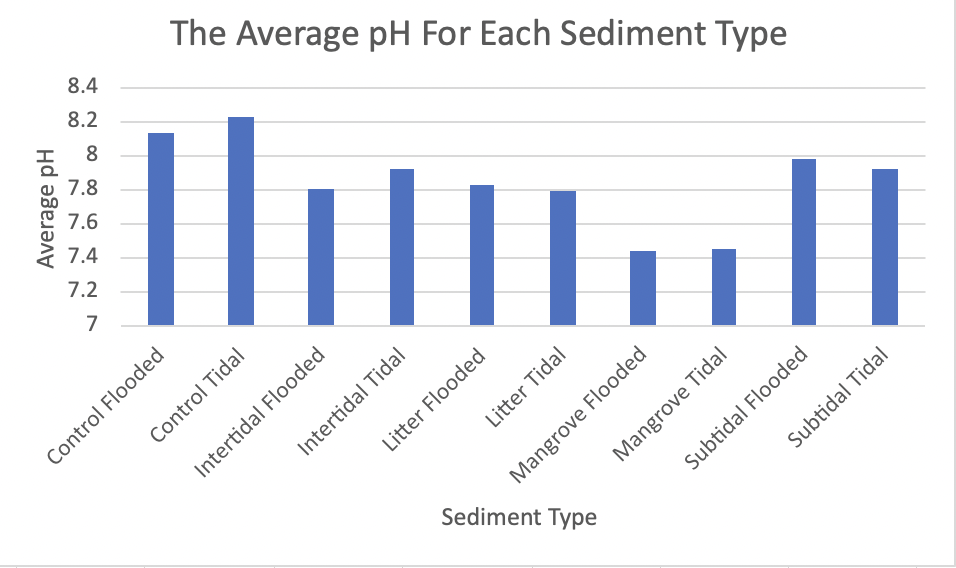 The Average pH For Each Sediment Type
8.4
8.2
8
7.8
7.6
7.4
7.2
7
Average pH
Control Flooded
Control Tidal
Intertidal Flooded
Intertidal Tidal
Litter Flooded
Litter Tidal
Mangrove Flooded
Mangrove Tidal
Subtidal Flooded
Subtidal Tidal
Sediment Type